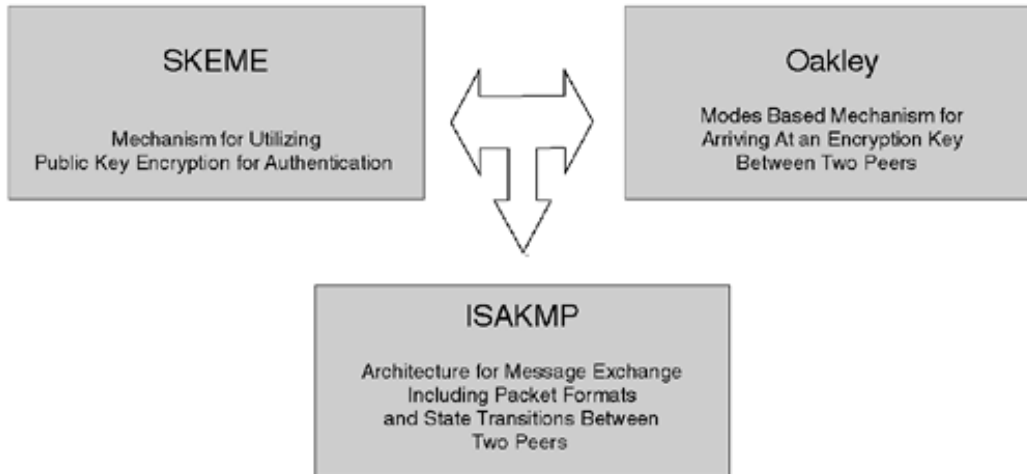 SKEME
Mechanism for Utilizing
Public Key Encryption for Authentication
Oakley
Modes Based Mechanism for
Arriving At an Encryption Key
Between Two Peers
ISAKMP
Architecture for Message Exchange
Including Packet Formats
and State Transitions Between
Two Peers